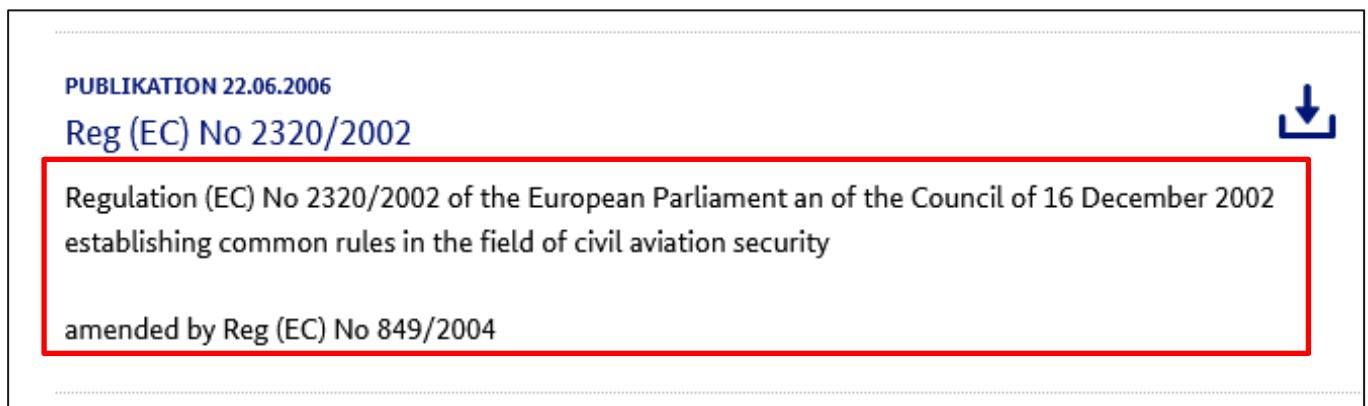 PUBLIKATION 22.06.2006
Reg (EC) No 2320/2002
Regulation (EC) No 2320/2002 of the European Parliament an of the Council of 16 December 2002
establishing common rules in the field of civil aviation security
amended by Reg (EC) No 849/2004